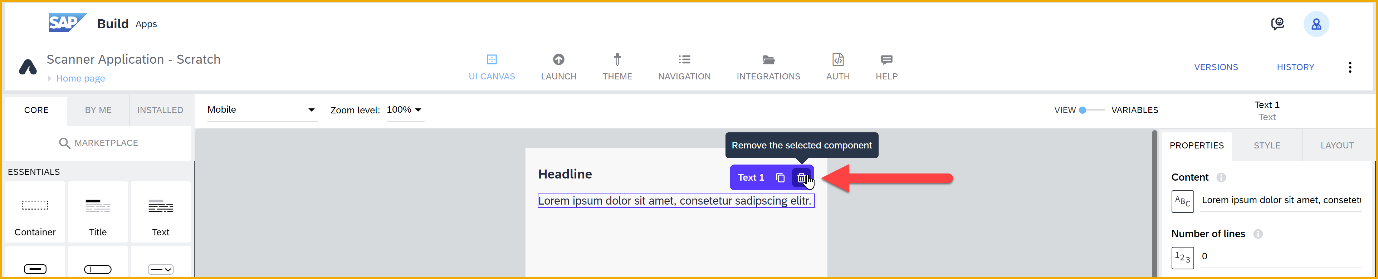 SAP Build Apps
Scanner Application - Scratch
Home page
UI CANVAS
LAUNCH
THEME
NAVIGATION
INTEGRATIONS
AUTH
HELP
VERSIONS
HISTORY
CORE
BY ME
INSTALLED
Mobile
Zoom level: 100%
VIEW
VARIABLES
Text 1
Text
MARKETPLACE
ESSENTIALS
Container
Title
Text
Remove the selected component
Headline
Text 1
Lorem ipsum dolor sit amet, consetetur sadipscing elitr.
PROPERTIES
STYLE
LAYOUT
Content
ABC
Lorem ipsum dolor sit amet, consetetu
Number of lines
123
0